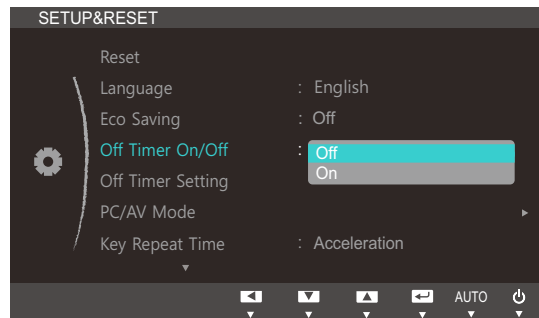 SETUP&RESET
Reset
Language : English
Eco Saving : Off
Off Timer On/Off : Off
On
Off Timer Setting
PC/AV Mode
Key Repeat Time : Acceleration
AUTO